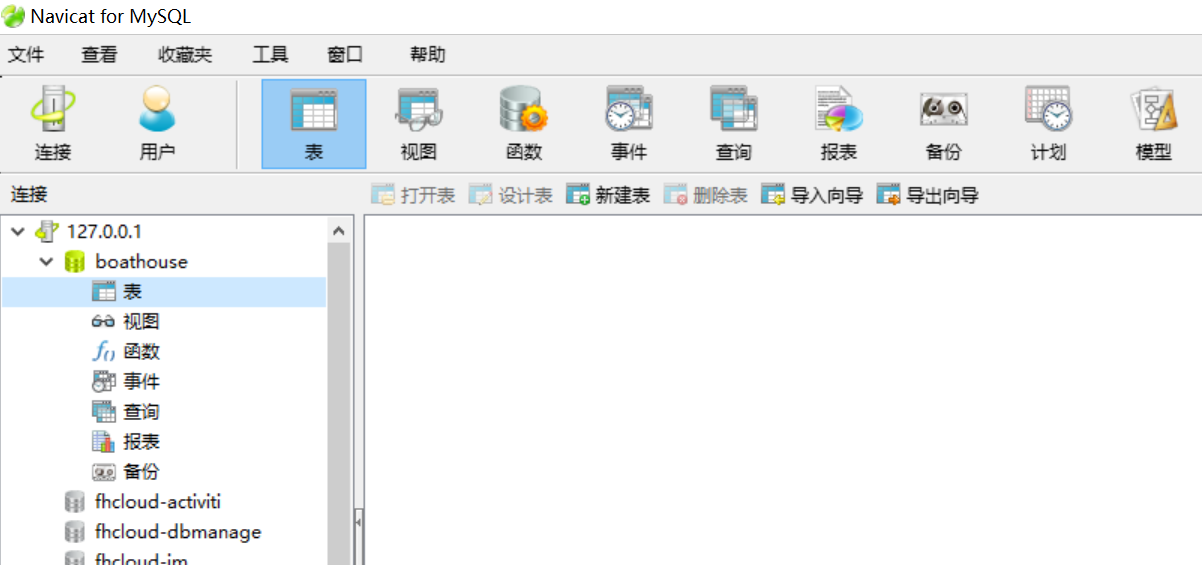 Navicat for MySQL
文件 查看 收藏夹 工具 窗口 帮助
连接 用户 表 视图 函数 事件 查询 报表 备份 计划 模型
连接 打开表 设计表 新建表 删除表 导入向导 导出向导
127.0.0.1
boathouse
表
视图
函数
事件
查询
报表
备份
fhcloud-activiti
fhcloud-dbmanage
fhcloud-im